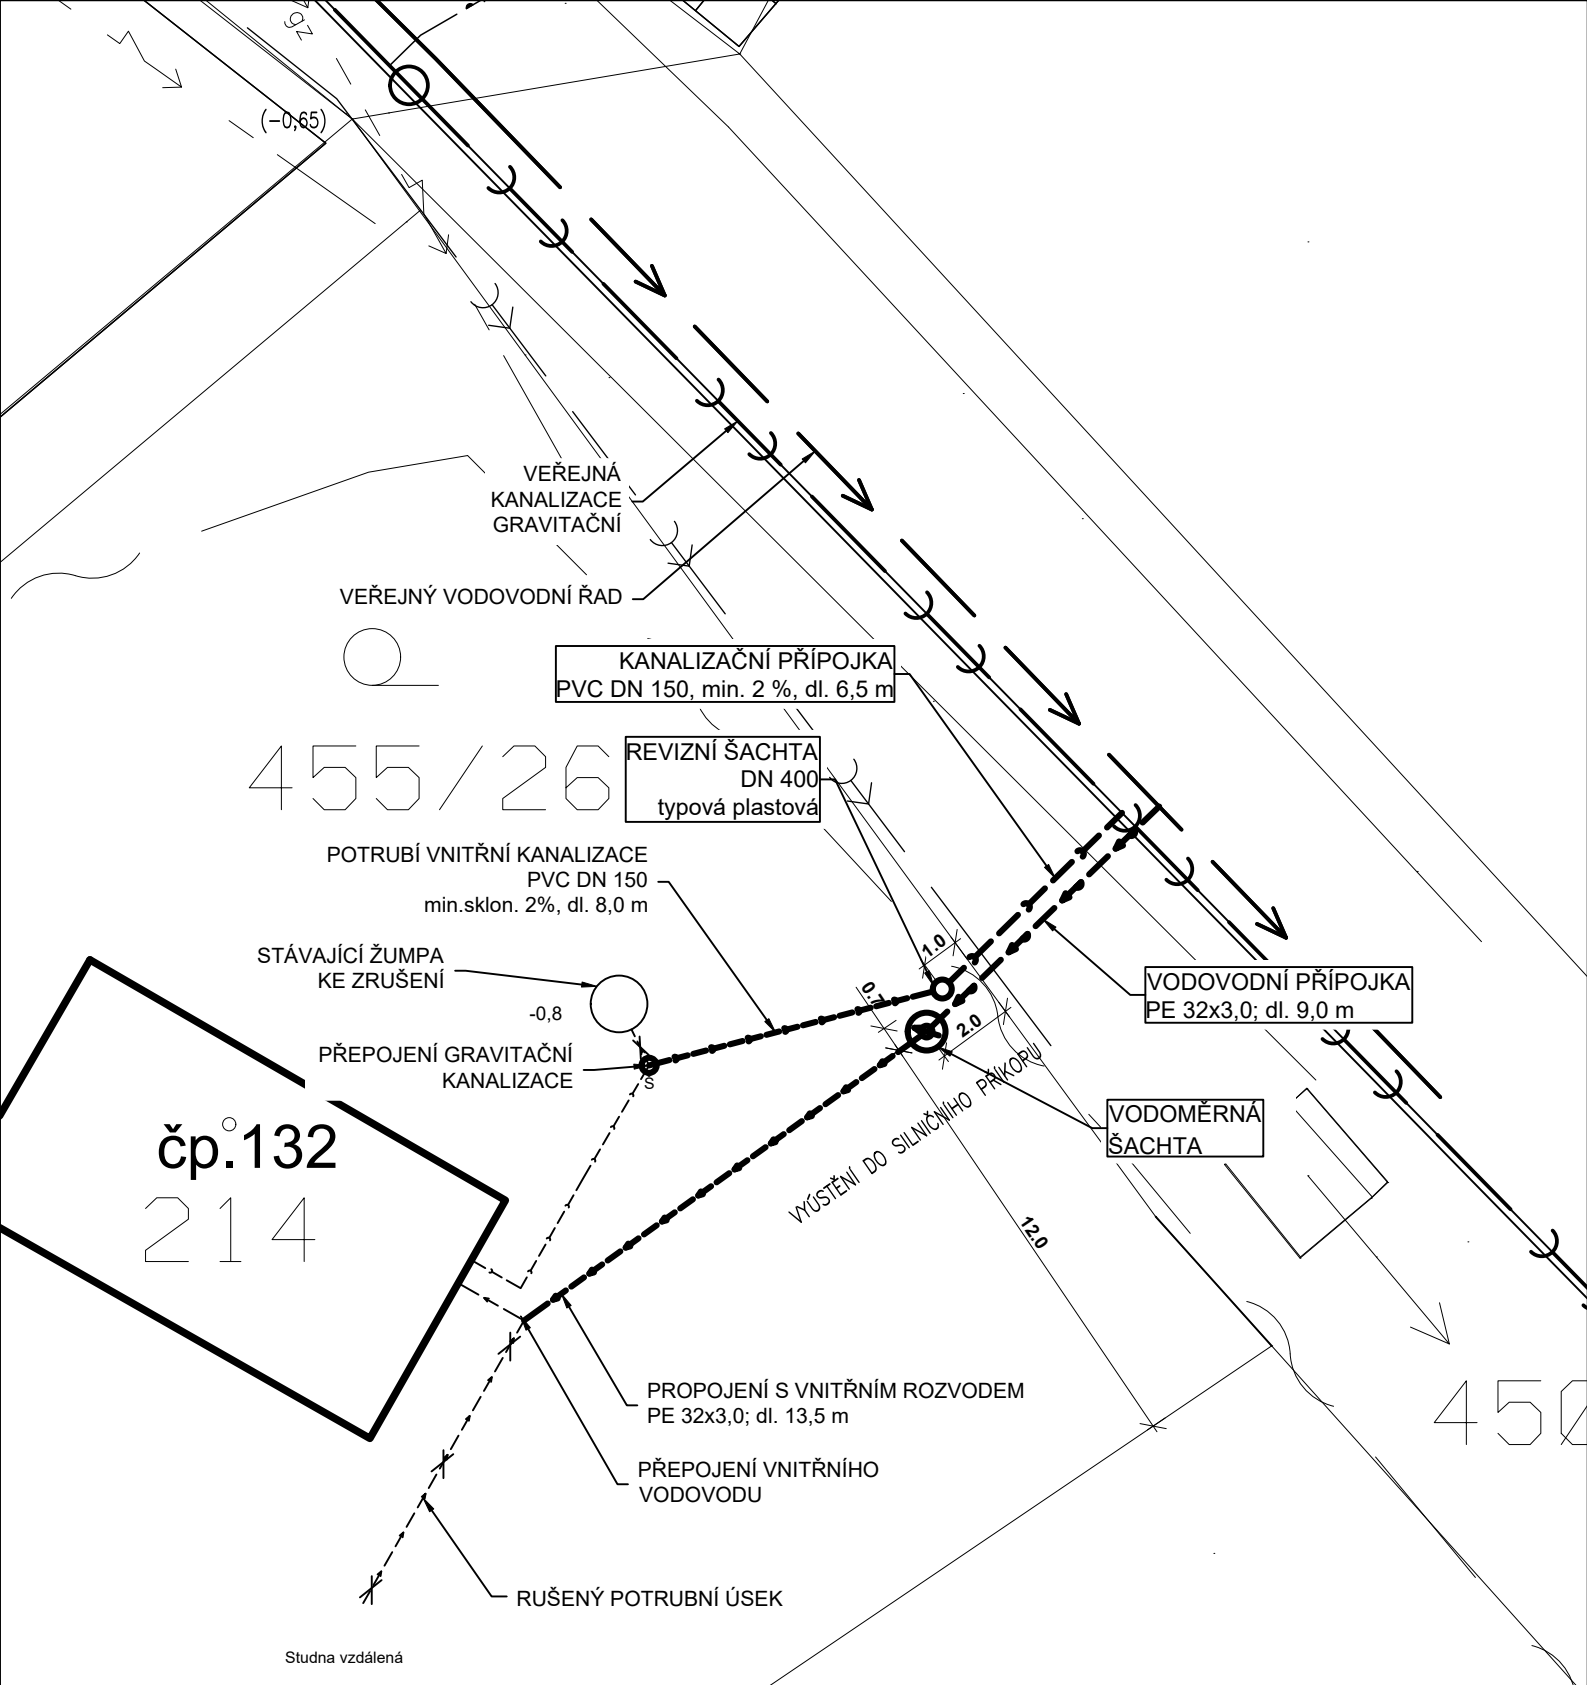 gz
(-0,65)
VEŘEJNÁ
KANALIZACE
GRAVITAČNÍ
VEŘEJNÝ VODOVODNÍ ŘAD
KANALIZAČNÍ PŘÍPOJKA
PVC DN 150, min. 2 %, dl. 6,5 m
REVIZNÍ ŠACHTA
DN 400
typová plastová
455/26
POTRUBÍ VNITŘNÍ KANALIZACE
PVC DN 150
min.sklon. 2%, dl. 8,0 m
STÁVAJÍCÍ ŽUMPA
KE ZRUŠENÍ
-0,8
PŘEPOJENÍ GRAVITAČNÍ
KANALIZACE
S
1.0
0.7
2.0
VODOVODNÍ PŘÍPOJKA
PE 32x3,0; dl. 9,0 m
VYÚSTĚNÍ DO SILNIČNÍHO PŘÍKOPU
VODOMĚRNÁ
ŠACHTA
čp.132
214
12.0
PROPOJENÍ S VNITŘNÍM ROZVODEM
PE 32x3,0; dl. 13,5 m
PŘEPOJENÍ VNITŘNÍHO
VODOVODU
450
RUŠENÝ POTRUBNÍ ÚSEK
Studna vzdálená